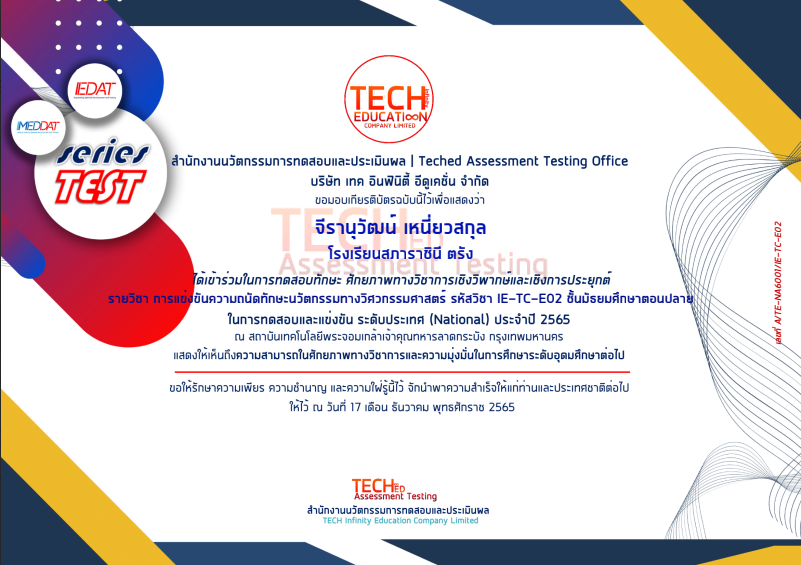 IEDAT
IMEDDAT
series
TEST
TECH
infinity
EDUCATION
COMPANY LIMITED
สำนักงานนวัตกรรมการทดสอบและประเมินผล | Teched Assessment Testing Office
บริษัท เทค อินฟินิตี้ อีดูเคชั่น จำกัด
ขอมอบเกียรติบัตรฉบับนี้ไว้เพื่อแสดงว่า
TECH ED
Assessment Testing
จีรานุวัฒน์ เหนี่ยวสกุล
โรงเรียนสภาราชินี ตรัง
ได้เข้าร่วมในการทดสอบทักษะ ศักยภาพทางวิชาการเชิงวิพากษ์และเชิงการประยุกต์
รายวิชา การแข่งขันความถนัดทักษะนวัตกรรมทางวิศวกรรมศาสตร์ รหัสวิชา IE-TC-E02 ชั้นมัธยมศึกษาตอนปลาย
ในการทดสอบและแข่งขัน ระดับประเทศ (National) ประจำปี 2565
ณ สถาบันเทคโนโลยีพระจอมเกล้าเจ้าคุณทหารลาดกระบัง กรุงเทพมหานคร
แสดงให้เห็นถึงความสามารถในศักยภาพทางวิชาการและความมุ่งมั่นในการศึกษาระดับอุดมศึกษาต่อไป
ขอให้รักษาความเพียร ความชำนาญ และความใฝ่รู้นี้ไว้ จักนำพาความสำเร็จให้แก่ท่านและประเทศชาติต่อไป
ให้ไว้ ณ วันที่ 17 เดือน ธันวาคม พุทธศักราช 2565
เลขที่ A/TE-NA6001/IE-TC-E02
TECH ED
Assessment Testing
สำนักงานนวัตกรรมการทดสอบและประเมินผล
TECH Infinity Education Company Limited